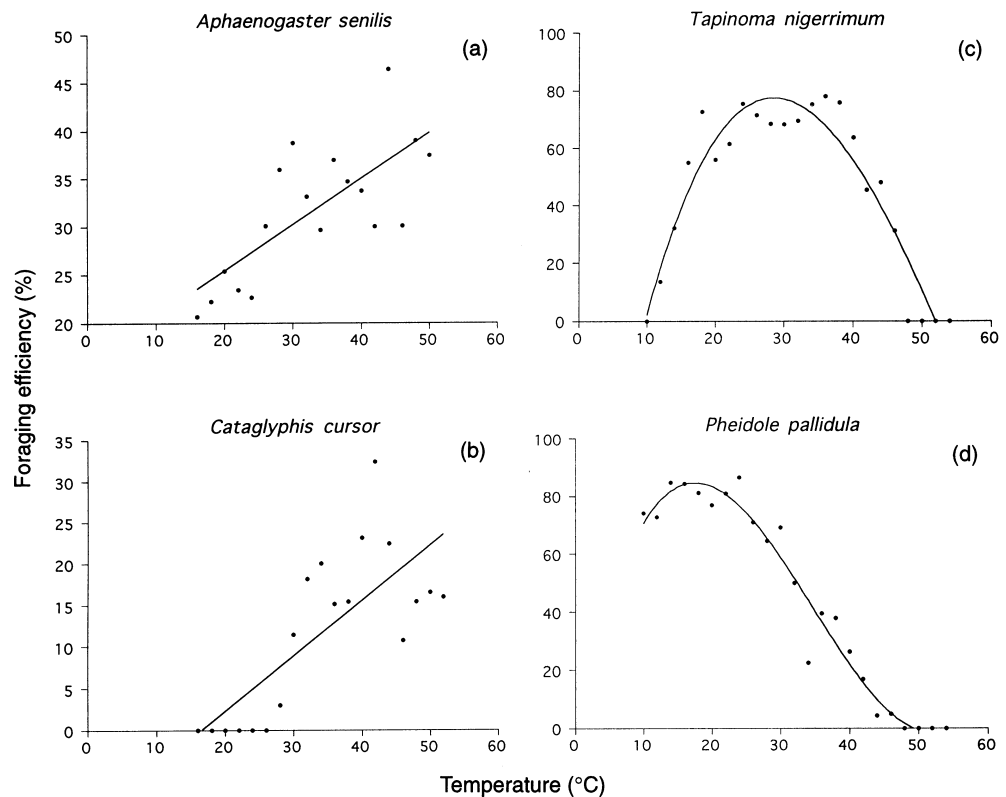 Aphaenogaster senilis
(a)
50
45
40
35
30
25
20
0 10 20 30 40 50 60
Tapinoma nigerrimum
(c)
100
80
60
40
20
0
0 10 20 30 40 50 60
Foraging efficiency (%)
Cataglyphis cursor
(b)
35
30
25
20
15
10
5
0
0 10 20 30 40 50 60
Pheidole pallidula
(d)
100
80
60
40
20
0
0 10 20 30 40 50 60
Temperature (°C)